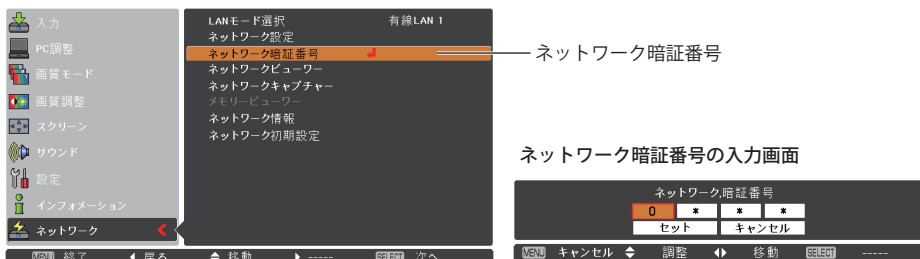 入力
PC調整
画質モード
画質調整
スクリーン
サウンド
設定
インフォメーション
ネットワーク
LANモード選択 有線LAN 1
ネットワーク設定
ネットワーク暗証番号
ネットワークビューワー
ネットワークキャプチャー
メモリービューワー
ネットワーク情報
ネットワーク初期設定
MENU 終了 戻る 移動 ----- SELECT 次へ
ネットワーク暗証番号
ネットワーク暗証番号の入力画面
ネットワーク暗証番号
0 * * *
セット キャンセル
MENU キャンセル 調整 移動 SELECT -----